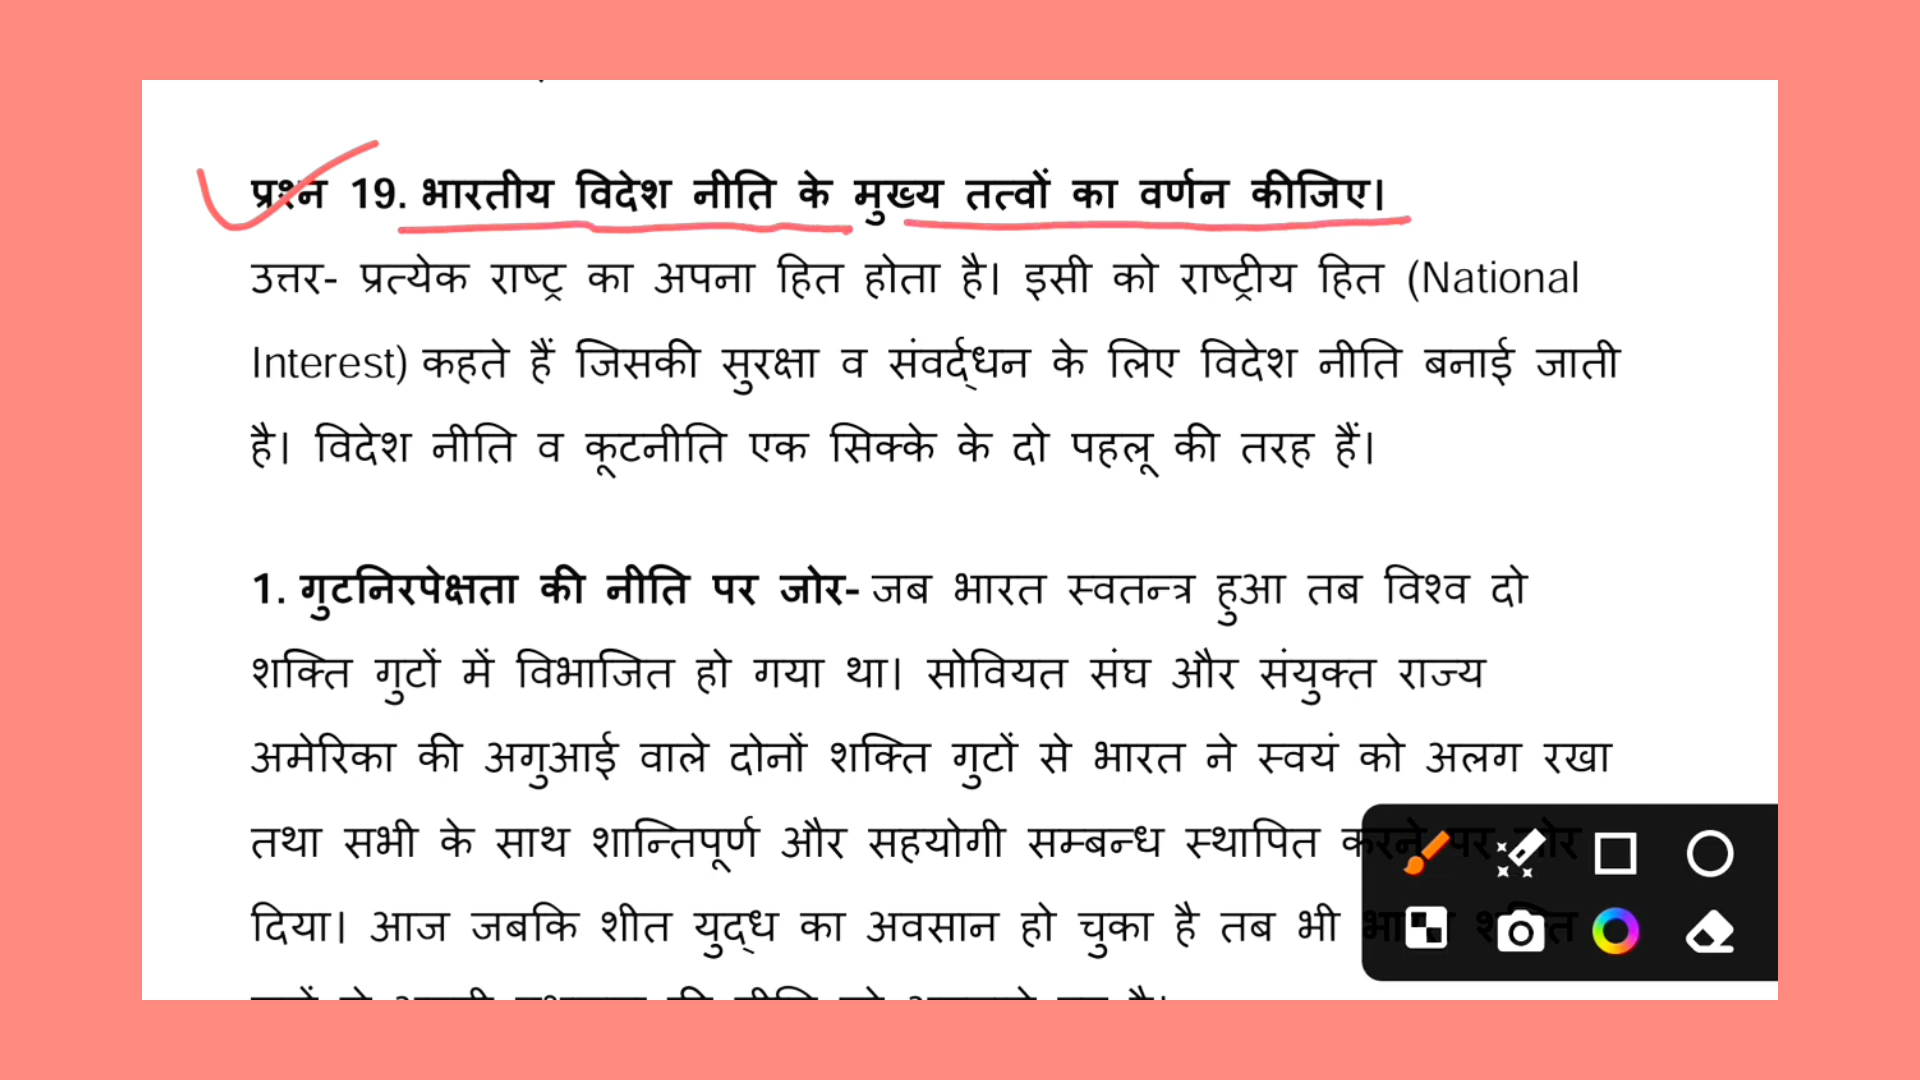 प्रश्न 19. भारतीय विदेश नीति के मुख्य तत्वों का वर्णन कीजिए।
उत्तर- प्रत्येक राष्ट्र का अपना हित होता है। इसी को राष्ट्रीय हित (National
Interest) कहते हैं जिसकी सुरक्षा व संवर्द्धन के लिए विदेश नीति बनाई जाती
है। विदेश नीति व कूटनीति एक सिक्के के दो पहलू की तरह हैं।
1. गुटनिरपेक्षता की नीति पर जोर- जब भारत स्वतन्त्र हुआ तब विश्व दो
शक्ति गुटों में विभाजित हो गया था। सोवियत संघ और संयुक्त राज्य
अमेरिका की अगुआई वाले दोनों शक्ति गुटों से भारत ने स्वयं को अलग रखा
तथा सभी के साथ शान्तिपूर्ण और सहयोगी सम्बन्ध स्थापित करने पर जोर
दिया। आज जबकि शीत युद्ध का अवसान हो चुका है तब भी